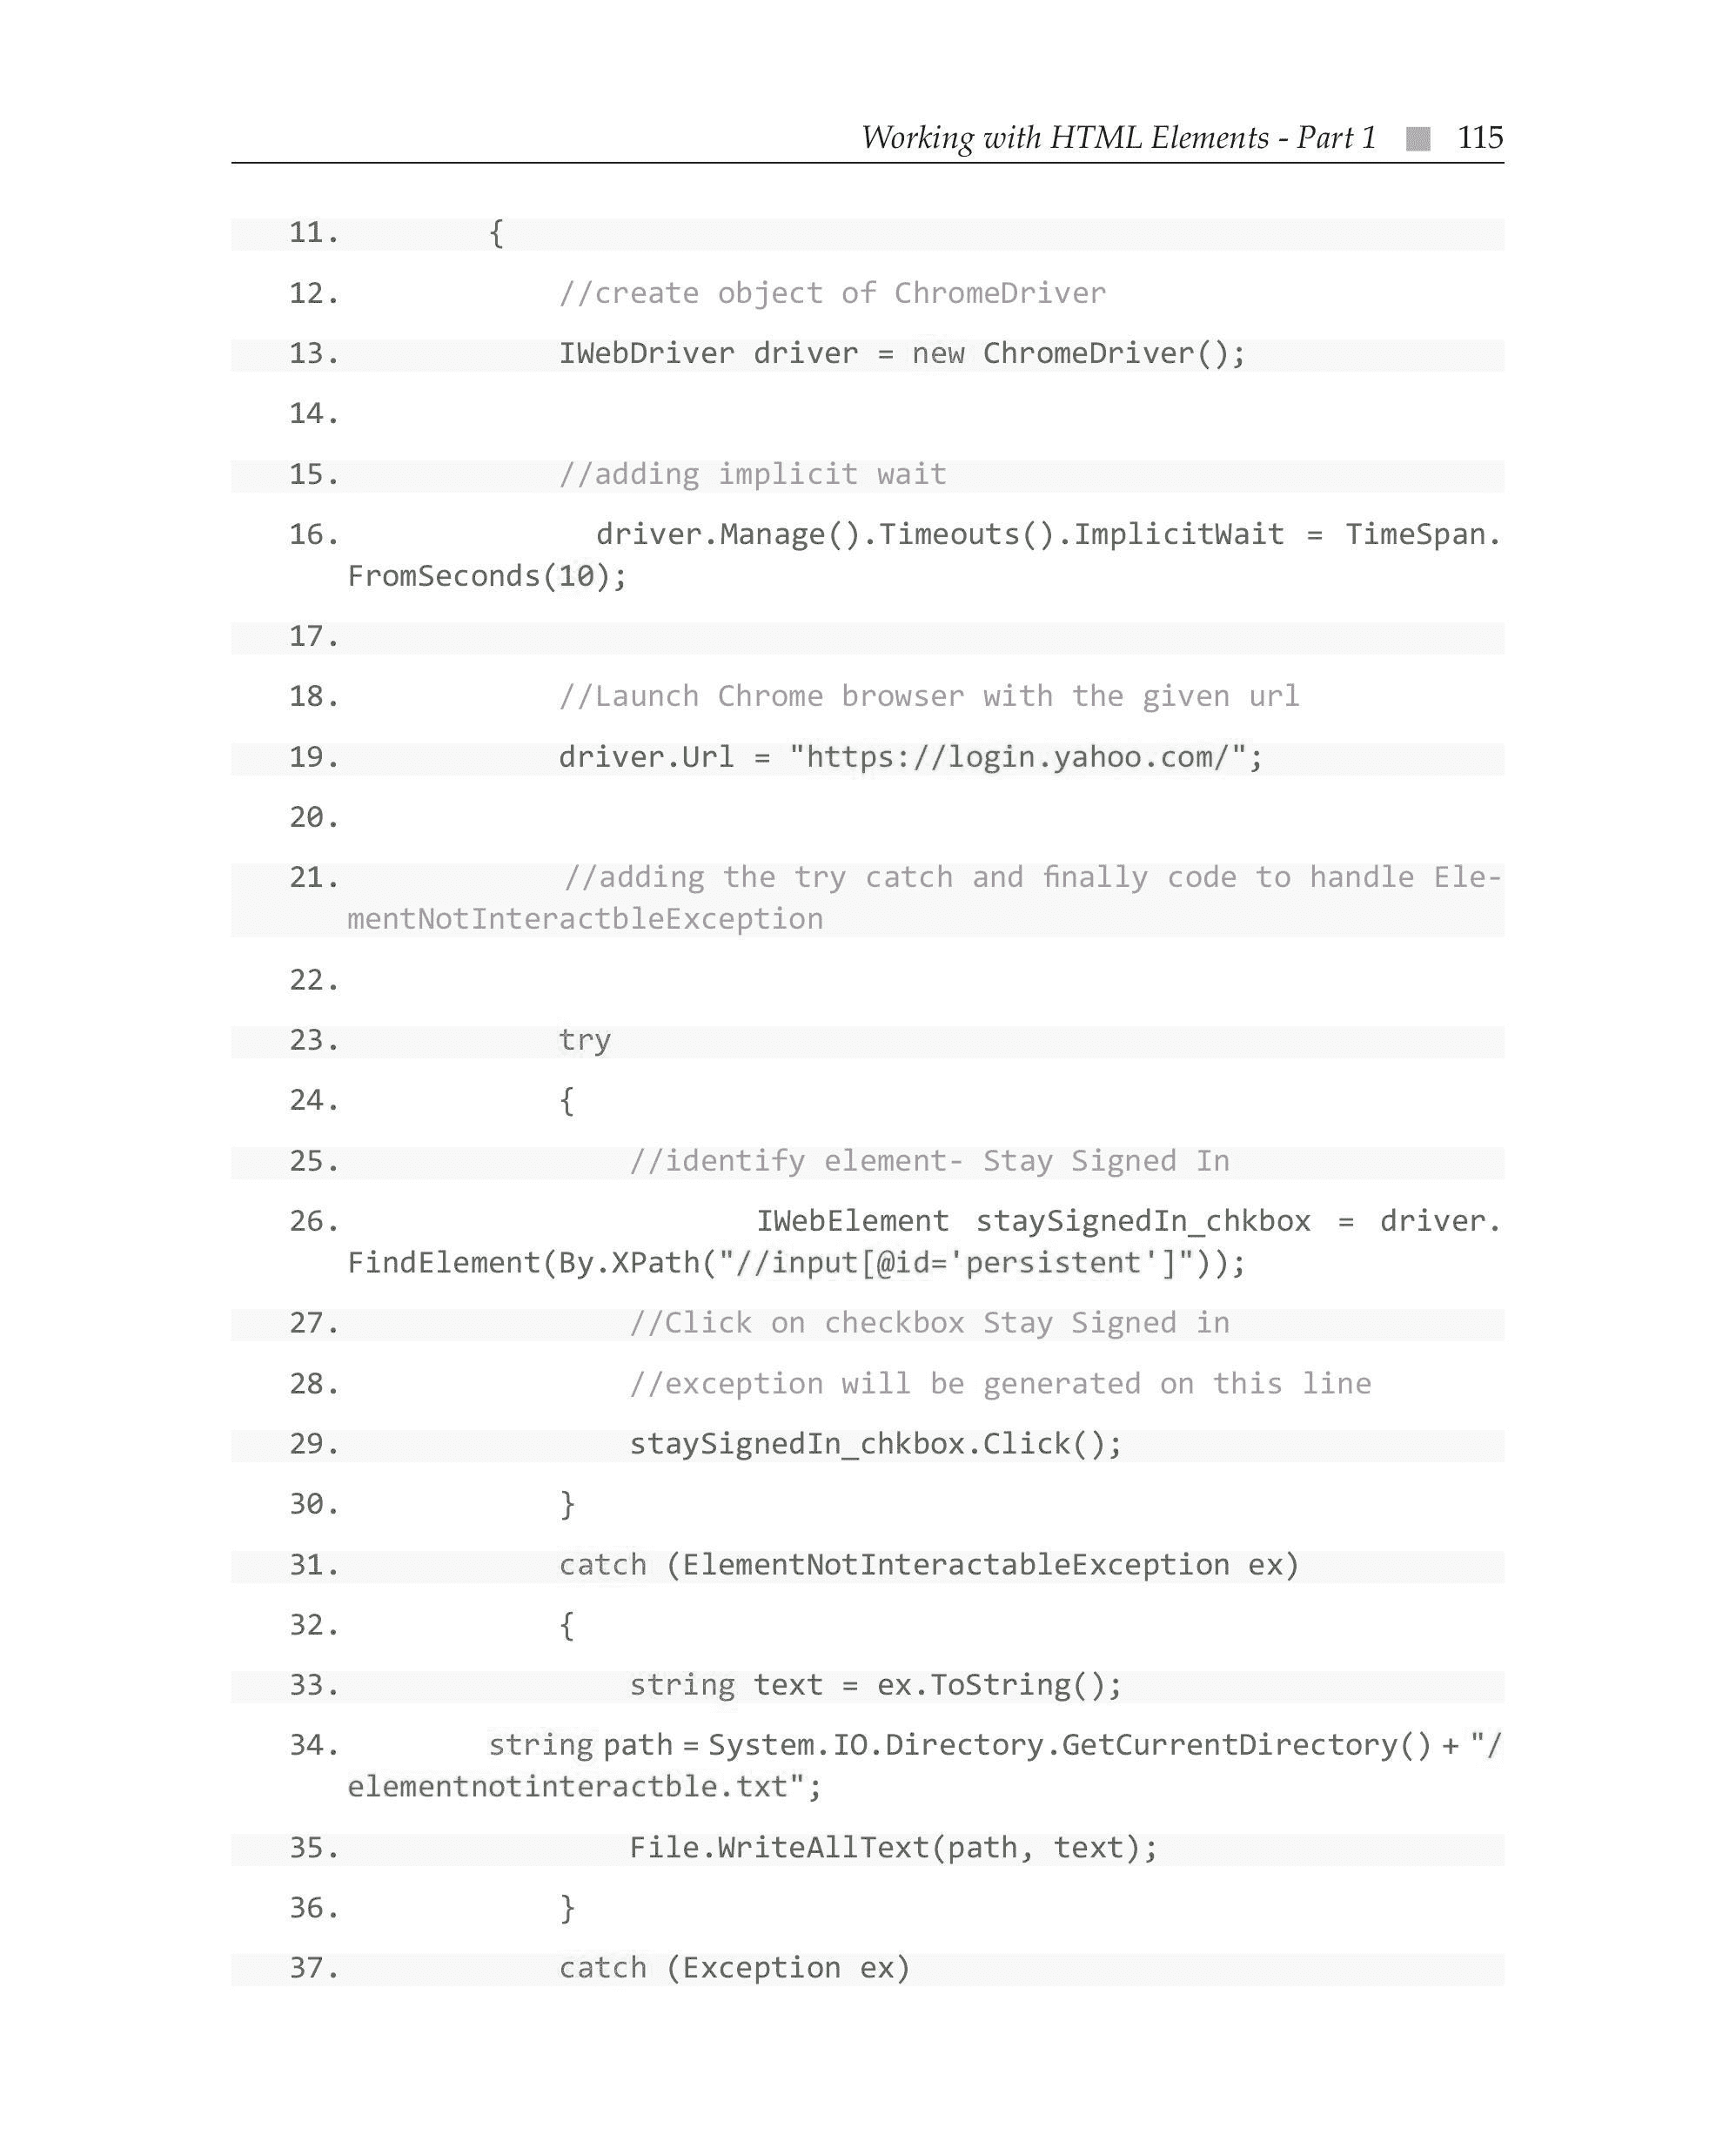 Working with HTML Elements - Part 1 115
11. {
12. //create object of ChromeDriver
13. IWebDriver driver = new ChromeDriver();
14.
15. //adding implicit wait
16. driver.Manage().Timeouts().ImplicitWait = TimeSpan.
FromSeconds(10);
17.
18. //Launch Chrome browser with the given url
19. driver.Url = "https://login.yahoo.com/";
20.
21. //adding the try catch and finally code to handle Ele-
mentNotInteractbleException
22.
23. try
24. {
25. //identify element- Stay Signed In
26. IWebElement staySignedIn_chkbox = driver.
FindElement(By.XPath("//input[@id='persistent']"));
27. //Click on checkbox Stay Signed in
28. //exception will be generated on this line
29. staySignedIn_chkbox.Click();
30. }
31. catch (ElementNotInteractableException ex)
32. {
33. string text = ex.ToString();
34. string path = System.IO.Directory.GetCurrentDirectory() + "/
elementnotinteractble.txt";
35. File.WriteAllText(path, text);
36. }
37. catch (Exception ex)